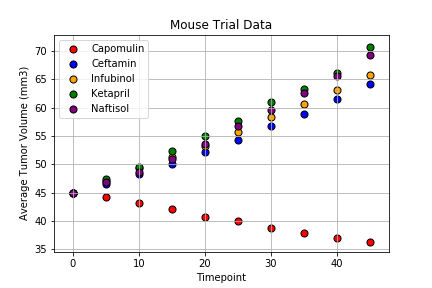 Mouse Trial Data
Average Tumor Volume (mm3)
70
65
60
55
50
45
40
35
Capomulin
Ceftamin
Infubinol
Ketapril
Naftisol
0
10
20
30
40
Timepoint